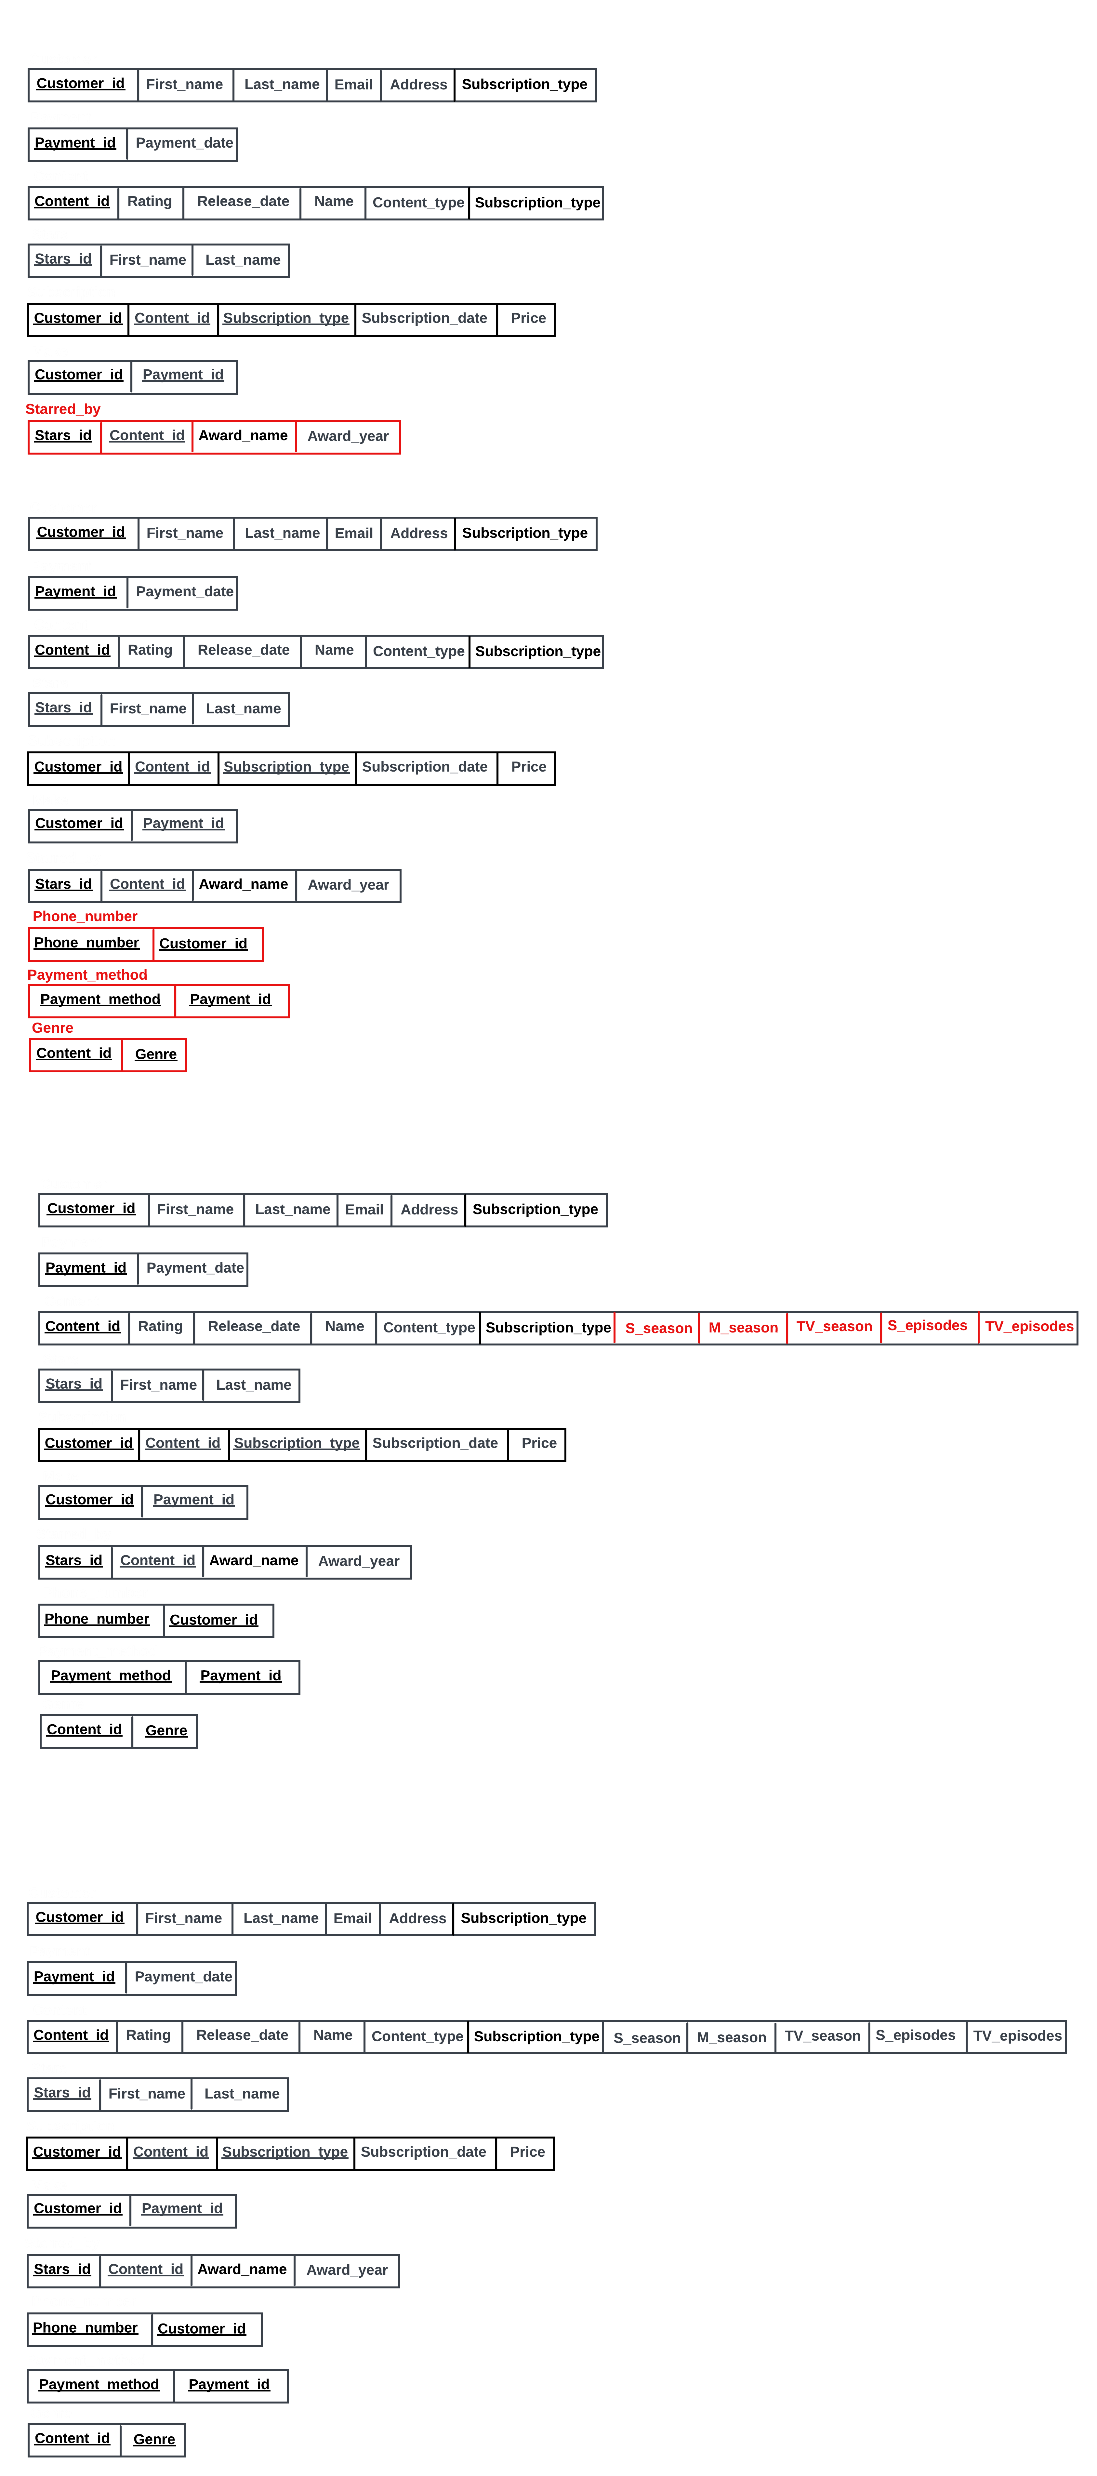 Customer_id First_name Last_name Email Address Subscription_type
Payment_id Payment_date
Content_id Rating Release_date Name Content_type Subscription_type
Stars_id First_name Last_name
Customer_id Content_id Subscription_type Subscription_date Price
Customer_id Payment_id
Starred_by
Stars_id Content_id Award_name Award_year
Customer_id First_name Last_name Email Address Subscription_type
Payment_id Payment_date
Content_id Rating Release_date Name Content_type Subscription_type
Stars_id First_name Last_name
Customer_id Content_id Subscription_type Subscription_date Price
Customer_id Payment_id
Stars_id Content_id Award_name Award_year
Phone_number
Phone_number Customer_id
Payment_method
Payment_method Payment_id
Genre
Content_id Genre
Customer_id First_name Last_name Email Address Subscription_type
Payment_id Payment_date
Content_id Rating Release_date Name Content_type Subscription_type S_season M_season TV_season S_episodes TV_episodes
Stars_id First_name Last_name
Customer_id Content_id Subscription_type Subscription_date Price
Customer_id Payment_id
Stars_id Content_id Award_name Award_year
Phone_number Customer_id
Payment_method Payment_id
Content_id Genre
Customer_id First_name Last_name Email Address Subscription_type
Payment_id Payment_date
Content_id Rating Release_date Name Content_type Subscription_type S_season M_season TV_season S_episodes TV_episodes
Stars_id First_name Last_name
Customer_id Content_id Subscription_type Subscription_date Price
Customer_id Payment_id
Stars_id Content_id Award_name Award_year
Phone_number Customer_id
Payment_method Payment_id
Content_id Genre